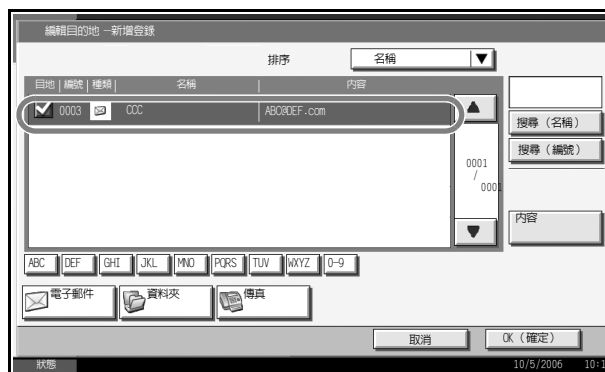 編輯目的地 －新增登錄
排序 名稱
目地 編號 種類 名稱 內容
0003 CCC ABC@DEF.com
搜尋（名稱）
搜尋（編號）
0001
/
0001
內容
ABC DEF GHI JKL MNO PQRS TUV WXYZ 0-9
電子郵件 資料夾 傳真
取消 OK（確定）
狀態 10/5/2006 10:1